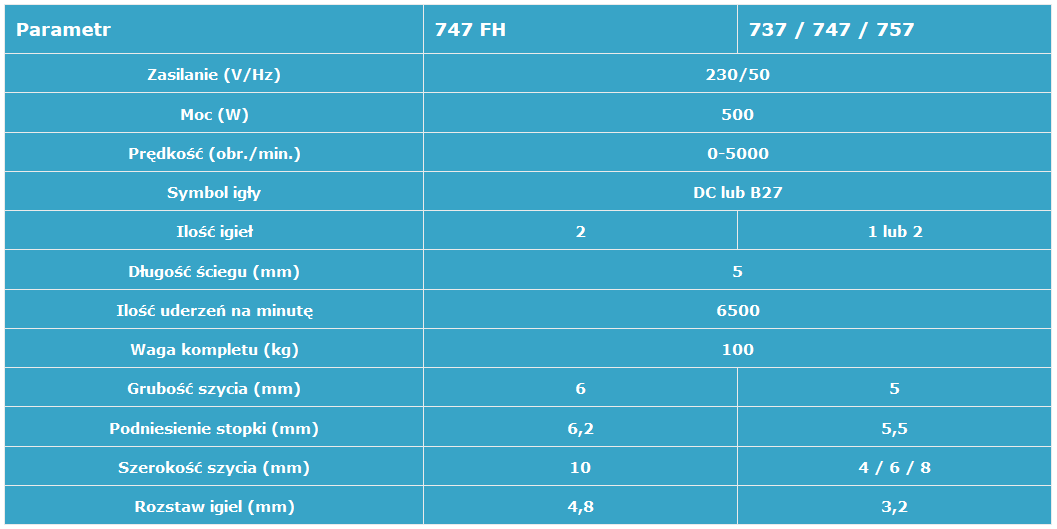 Parametr 747 FH 737 / 747 / 757
Zasilanie (V/Hz) 230/50
Moc (W) 500
Prędkość (obr./min.) 0-5000
Symbol igły DC lub B27
Ilość igieł 2 1 lub 2
Długość ściegu (mm) 5
Ilość uderzeń na minutę 6500
Waga kompletu (kg) 100
Grubość szycia (mm) 6 5
Podniesienie stopki (mm) 6,2 5,5
Szerokość szycia (mm) 10 4 / 6 / 8
Rozstaw igiel (mm) 4,8 3,2